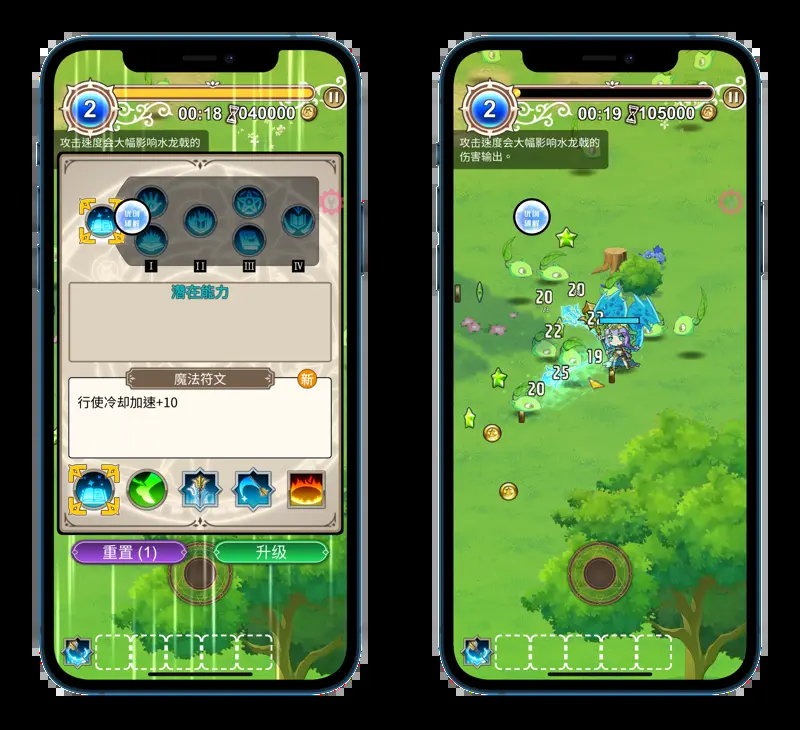 2
00:18
040000
攻击速度会大幅影响水龙戟的
I
II
III
IV
潜在能力
魔法符文
新
行使冷却加速+10
重置 (1)
升级
2
00:19
105000
攻击速度会大幅影响水龙戟的
伤害输出。
20
20
22
22
19
25
20